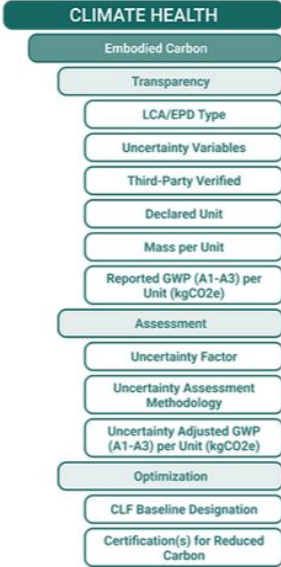 CLIMATE HEALTH
Embodied Carbon
Transparency
LCA/EPD Type
Uncertainty Variables
Third-Party Verified
Declared Unit
Mass per Unit
Reported GWP (A1-A3) per
Unit (kgCO2e)
Assessment
Uncertainty Factor
Uncertainty Assessment
Methodology
Uncertainty Adjusted GWP
(A1-A3) per Unit (kgCO2e)
Optimization
CLF Baseline Designation
Certification(s) for Reduced
Carbon